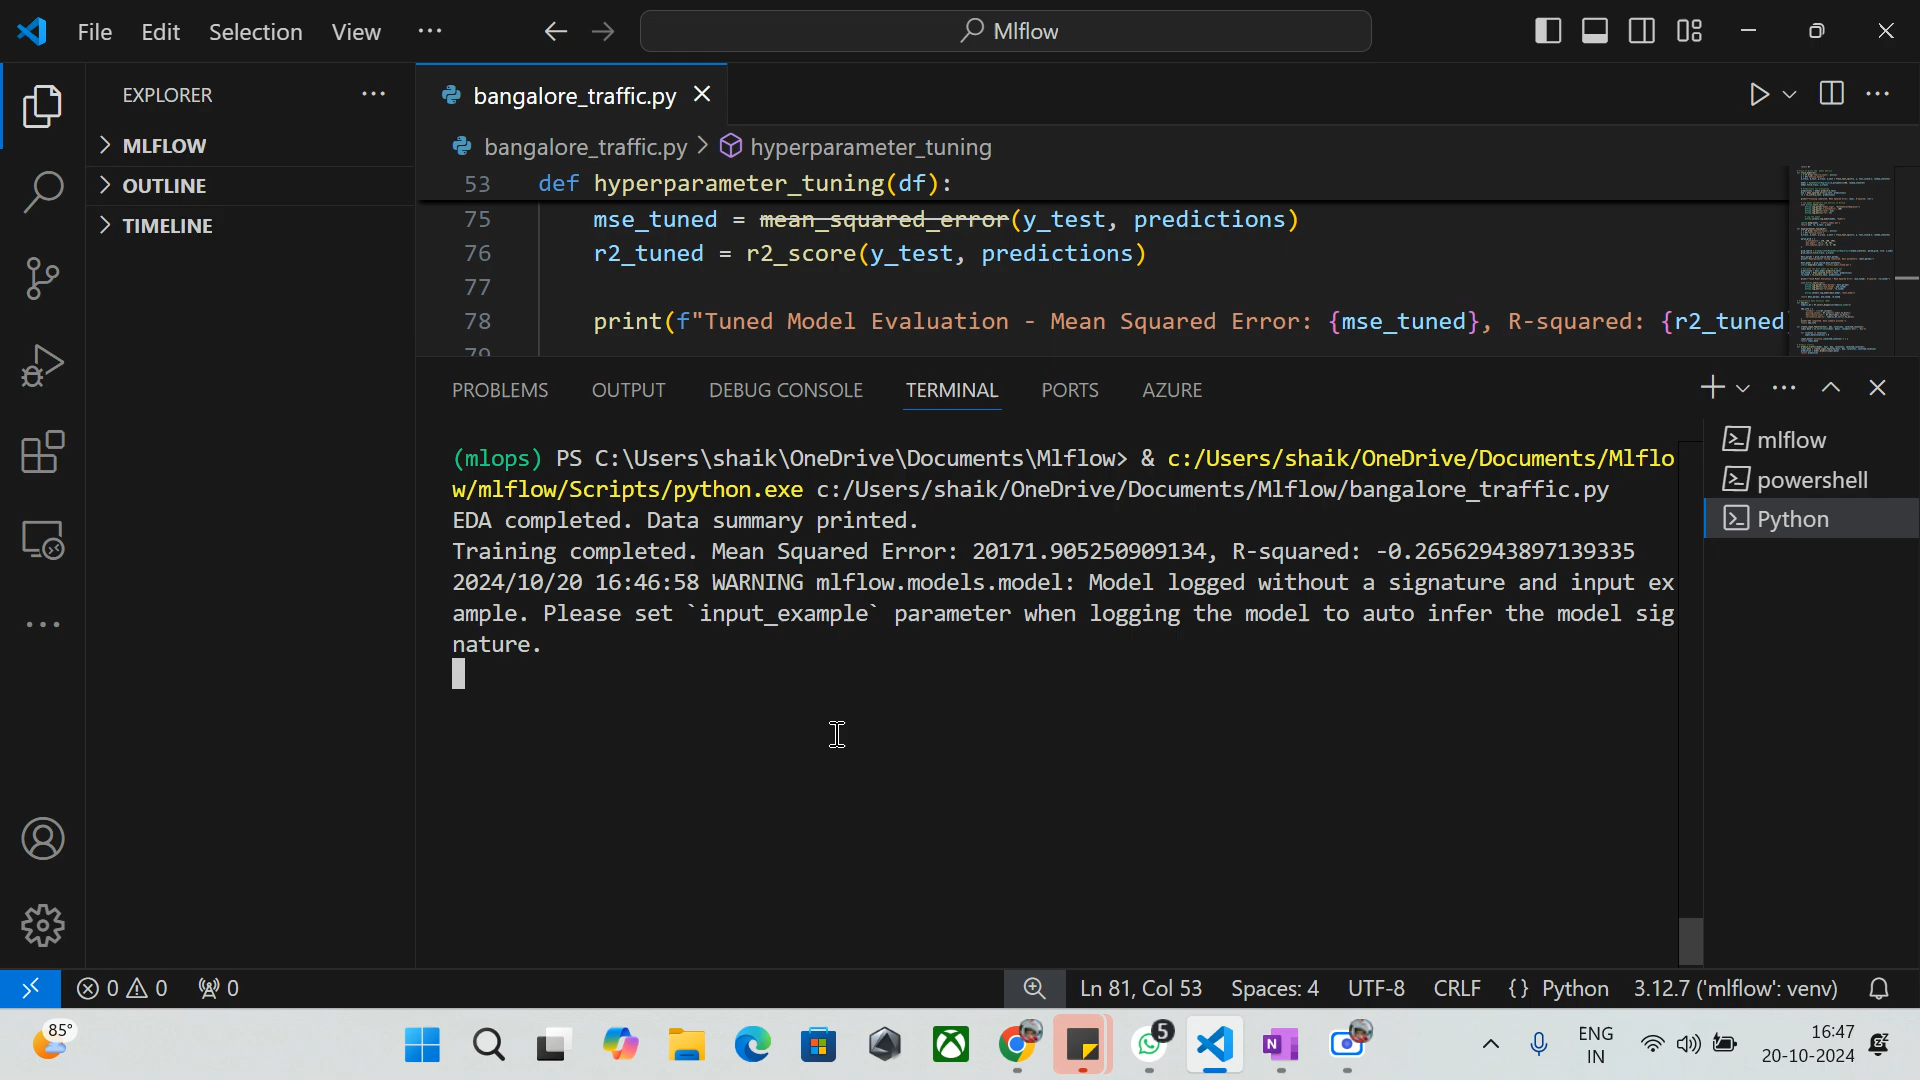 File Edit Selection View ··· Mlflow
EXPLORER ···
MLFLOW
OUTLINE
TIMELINE
bangalore_traffic.py
bangalore_traffic.py > hyperparameter_tuning
53 def hyperparameter_tuning(df):
75 mse_tuned = mean_squared_error(y_test, predictions)
76 r2_tuned = r2_score(y_test, predictions)
77
78 print(f"Tuned Model Evaluation - Mean Squared Error: {mse_tuned}, R-squared: {r2_tuned
PROBLEMS OUTPUT DEBUG CONSOLE TERMINAL PORTS AZURE
(mlops) PS C:\Users\shaik\OneDrive\Documents\Mlflow> & c:/Users/shaik/OneDrive/Documents/Mlflo
w/mlflow/Scripts/python.exe c:/Users/shaik/OneDrive/Documents/Mlflow/bangalore_traffic.py
EDA completed. Data summary printed.
Training completed. Mean Squared Error: 20171.905250909134, R-squared: -0.26562943897139335
2024/10/20 16:46:58 WARNING mlflow.models.model: Model logged without a signature and input ex
ample. Please set `input_example` parameter when logging the model to auto infer the model sig
nature.
mlflow
powershell
Python
0 0 0 Ln 81, Col 53 Spaces: 4 UTF-8 CRLF {} Python 3.12.7 ('mlflow': venv)
85° 5 ENG 16:47
IN 20-10-2024